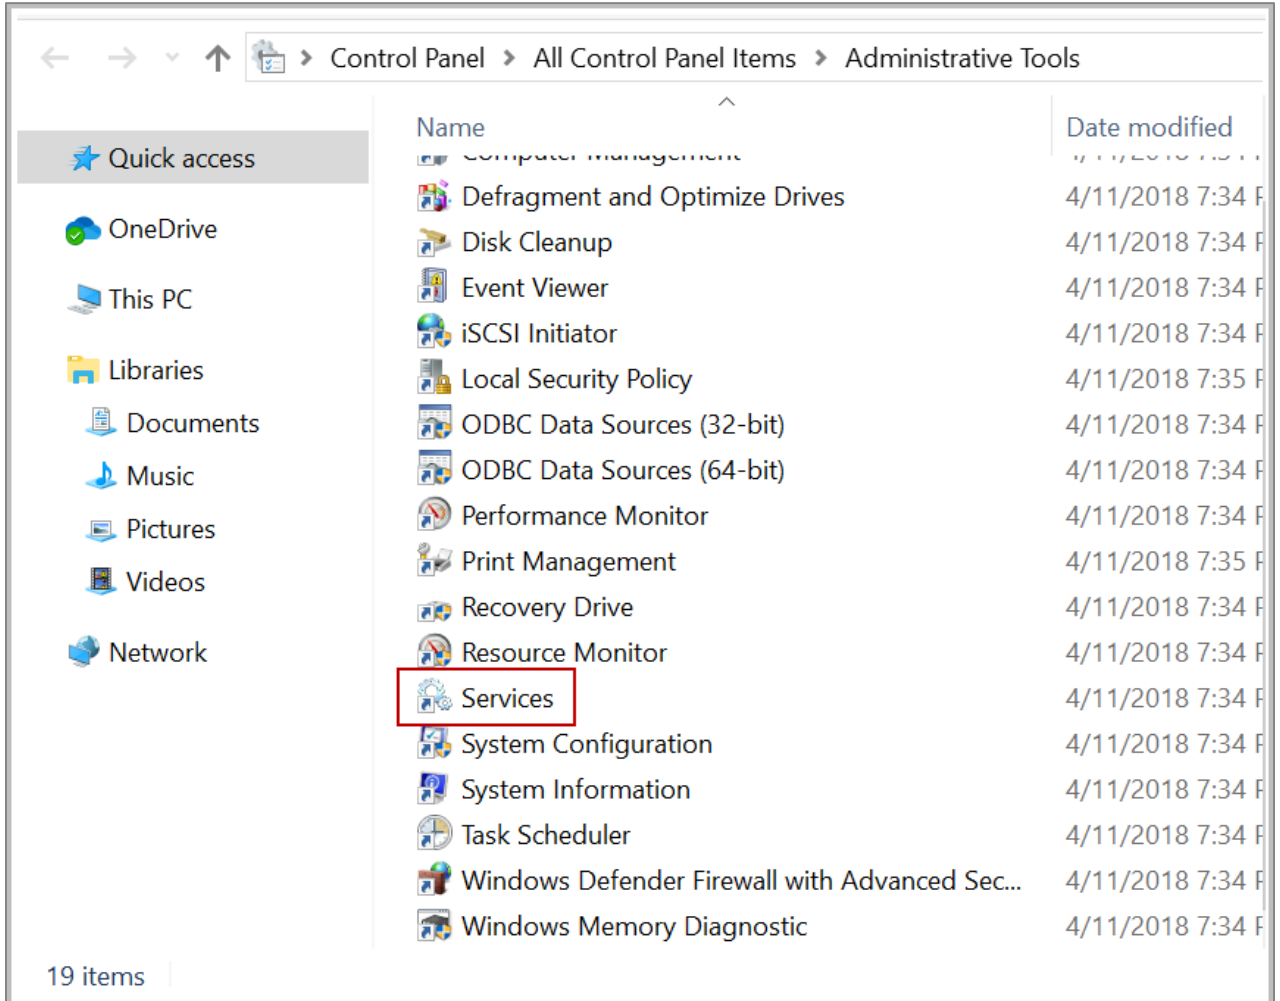 Control Panel > All Control Panel Items > Administrative Tools
Name Date modified
Quick access
OneDrive
This PC
Libraries
Documents
Music
Pictures
Videos
Network
Computer Management
Defragment and Optimize Drives 4/11/2018 7:34
Disk Cleanup 4/11/2018 7:34
Event Viewer 4/11/2018 7:34
iSCSI Initiator 4/11/2018 7:34
Local Security Policy 4/11/2018 7:35
ODBC Data Sources (32-bit) 4/11/2018 7:34
ODBC Data Sources (64-bit) 4/11/2018 7:34
Performance Monitor 4/11/2018 7:34
Print Management 4/11/2018 7:35
Recovery Drive 4/11/2018 7:34
Resource Monitor 4/11/2018 7:34
Services 4/11/2018 7:34
System Configuration 4/11/2018 7:34
System Information 4/11/2018 7:34
Task Scheduler 4/11/2018 7:34
Windows Defender Firewall with Advanced Sec... 4/11/2018 7:34
Windows Memory Diagnostic 4/11/2018 7:34
19 items